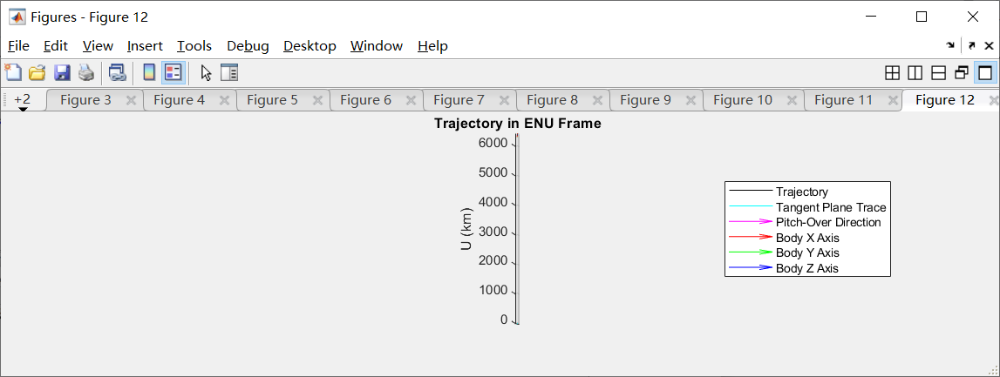 Figures - Figure 12
File Edit View Insert Tools Debug Desktop Window Help
+2 Figure 3 Figure 4 Figure 5 Figure 6 Figure 7 Figure 8 Figure 9 Figure 10 Figure 11 Figure 12
Trajectory in ENU Frame
6000
5000
4000
3000
2000
1000
0
U (km)
Trajectory
Tangent Plane Trace
Pitch-Over Direction
Body X Axis
Body Y Axis
Body Z Axis